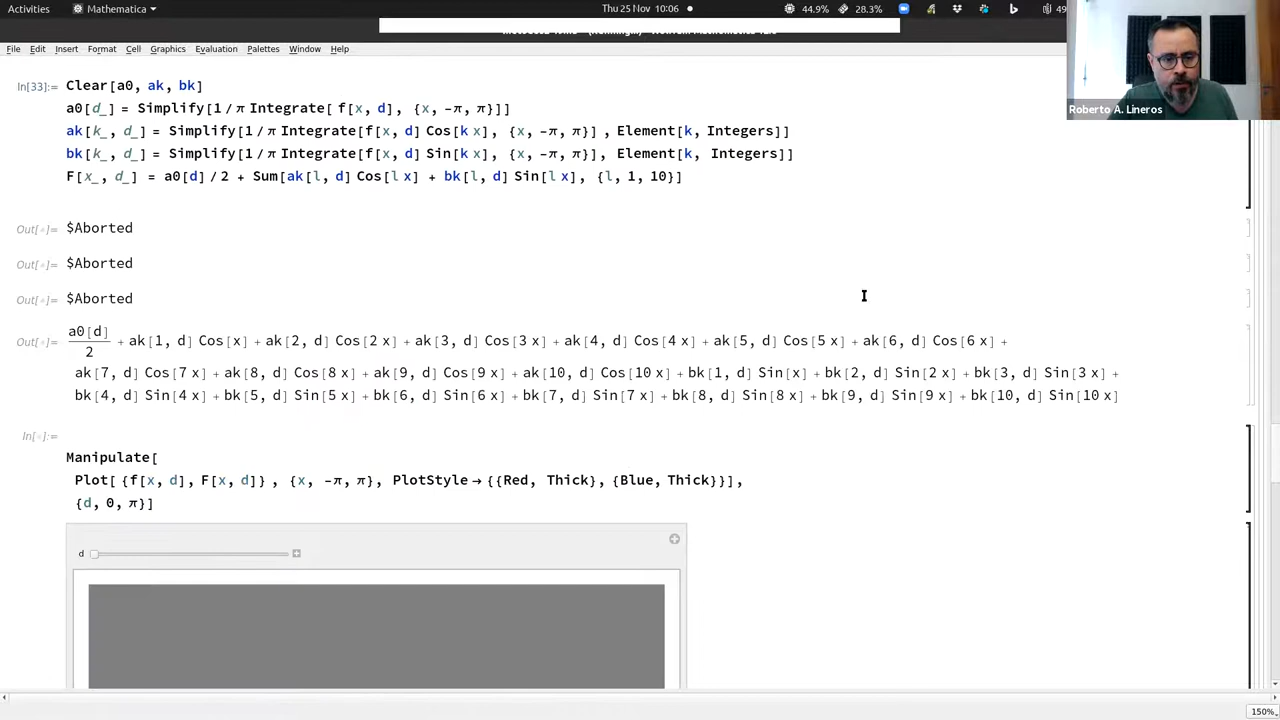 Activities Mathematica Thu 25 Nov 10:06 44.9% 28.3%
File Edit Insert Format Cell Graphics Evaluation Palettes Window Help
Roberto A. Lineros
In[33]:= Clear[a0, ak, bk]
a0[d_] = Simplify[1/π Integrate[ f[x, d], {x, -π, π}]]
ak[k_, d_] = Simplify[1/π Integrate[f[x, d] Cos[k x], {x, -π, π}] , Element[k, Integers]]
bk[k_, d_] = Simplify[1/π Integrate[f[x, d] Sin[k x], {x, -π, π}], Element[k, Integers]]
F[x_, d_] = a0[d]/2 + Sum[ak[l, d] Cos[l x] + bk[l, d] Sin[l x], {l, 1, 10}]
Out[*]= $Aborted
Out[*]= $Aborted
Out[*]= $Aborted
Out[*]= a0[d]/2 + ak[1, d] Cos[x] + ak[2, d] Cos[2 x] + ak[3, d] Cos[3 x] + ak[4, d] Cos[4 x] + ak[5, d] Cos[5 x] + ak[6, d] Cos[6 x] +
ak[7, d] Cos[7 x] + ak[8, d] Cos[8 x] + ak[9, d] Cos[9 x] + ak[10, d] Cos[10 x] + bk[1, d] Sin[x] + bk[2, d] Sin[2 x] + bk[3, d] Sin[3 x] +
bk[4, d] Sin[4 x] + bk[5, d] Sin[5 x] + bk[6, d] Sin[6 x] + bk[7, d] Sin[7 x] + bk[8, d] Sin[8 x] + bk[9, d] Sin[9 x] + bk[10, d] Sin[10 x]
In[*]:=
Manipulate[
Plot[ {f[x, d], F[x, d]} , {x, -π, π}, PlotStyle → {{Red, Thick}, {Blue, Thick}}],
{d, 0, π}]
d
150%